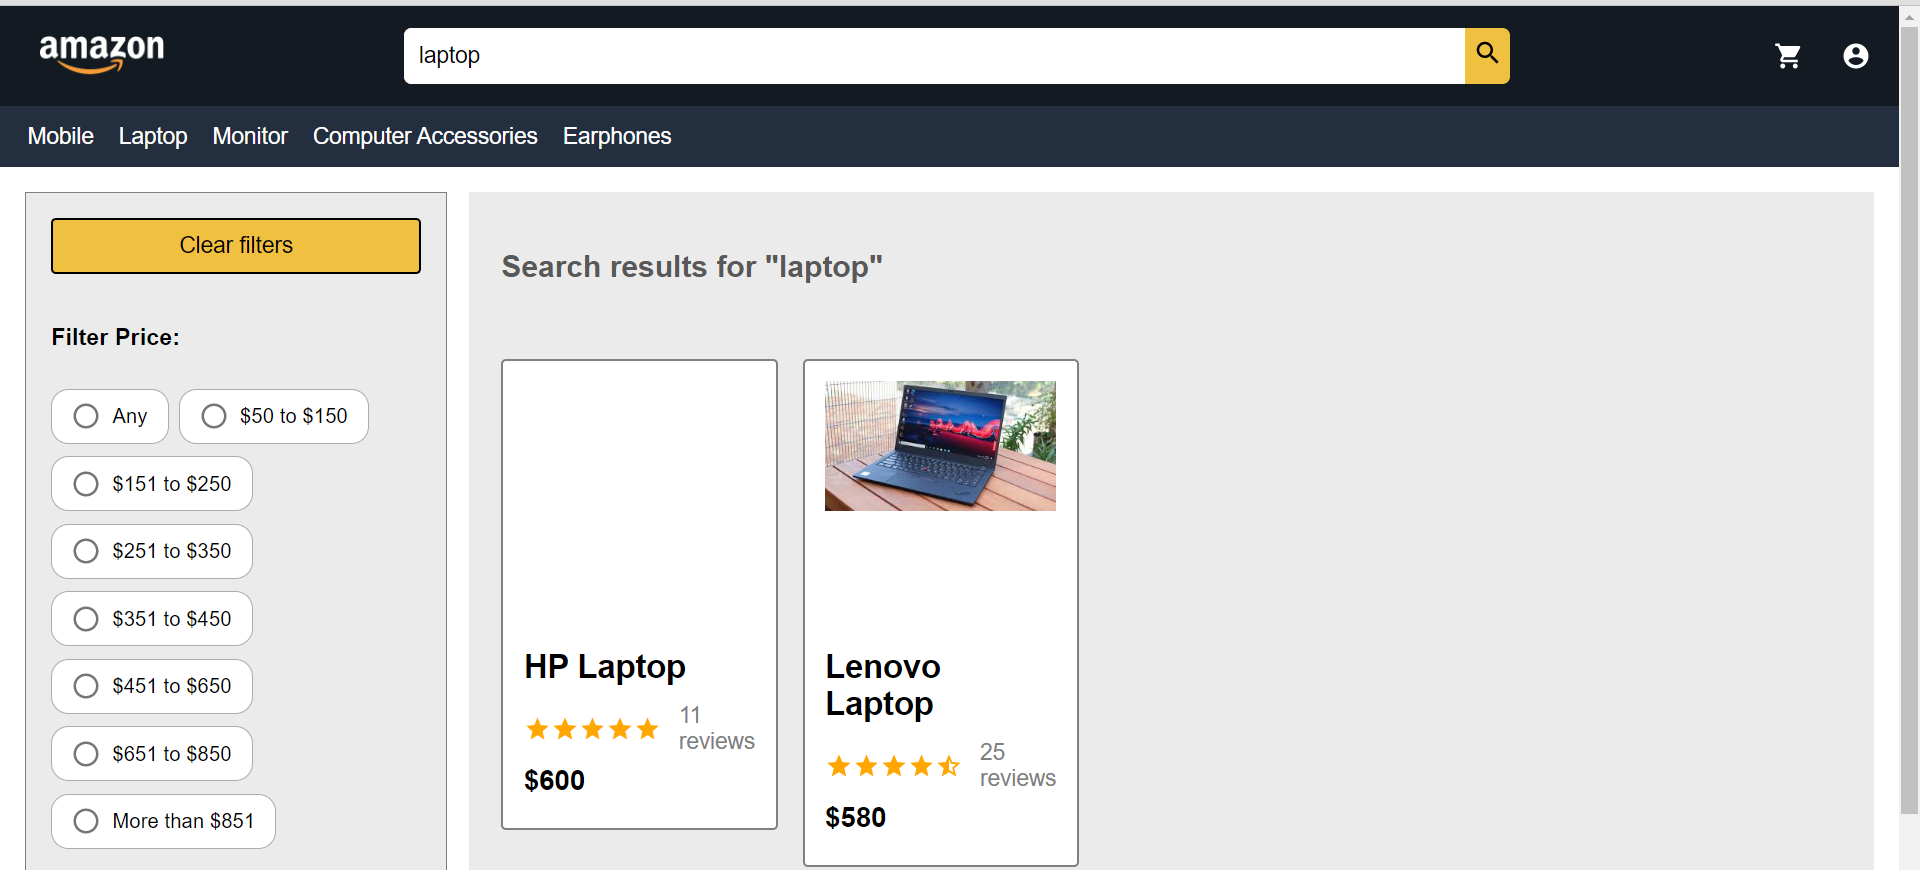 amazon
laptop
Mobile Laptop Monitor Computer Accessories Earphones
Clear filters
Filter Price:
Any
$50 to $150
$151 to $250
$251 to $350
$351 to $450
$451 to $650
$651 to $850
More than $851
Search results for "laptop"
HP Laptop
11
reviews
$600
Lenovo
Laptop
25
reviews
$580